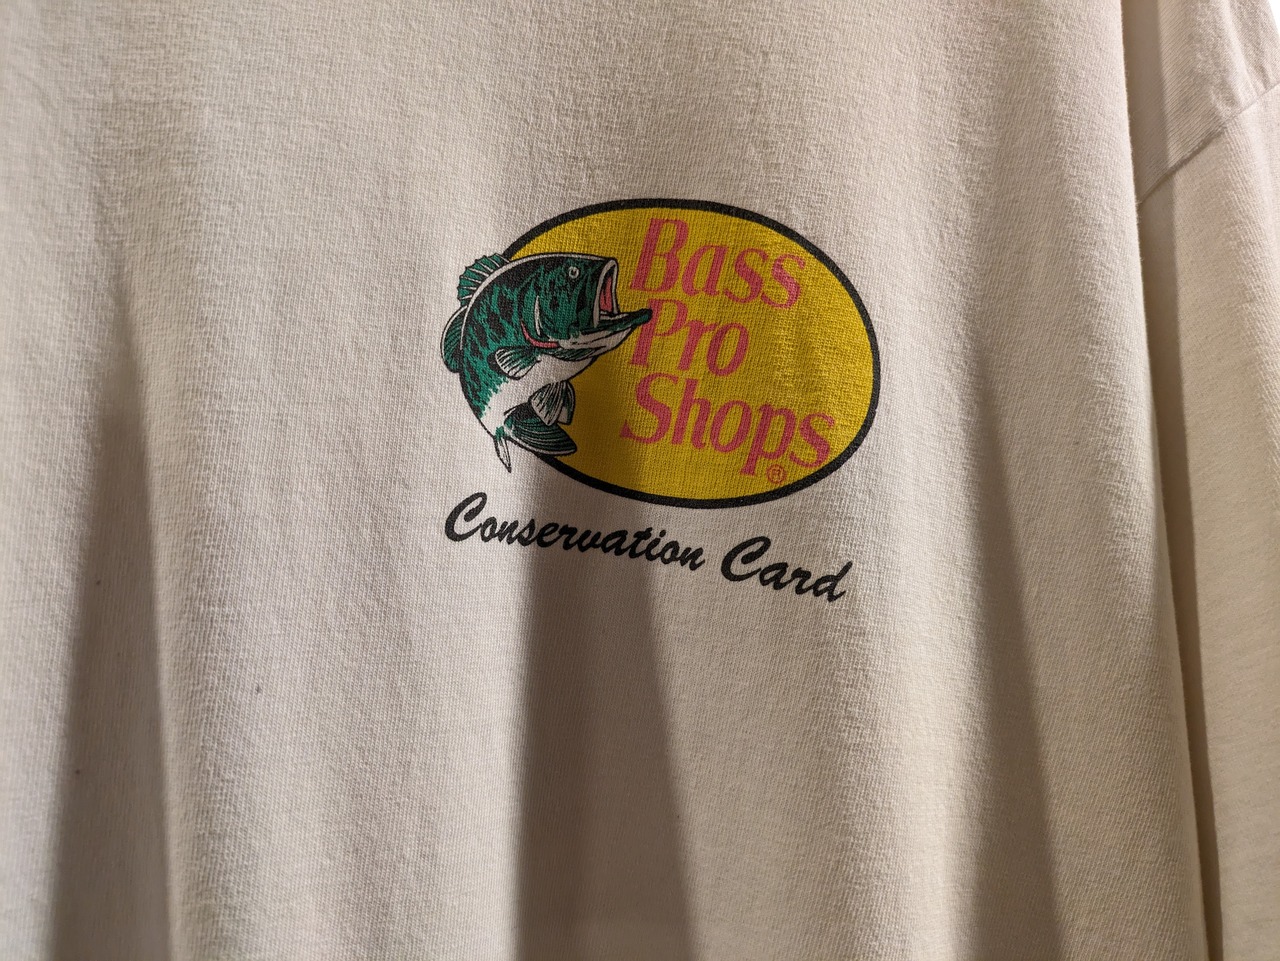 Bass
Pro
Shops®
Conservation Card